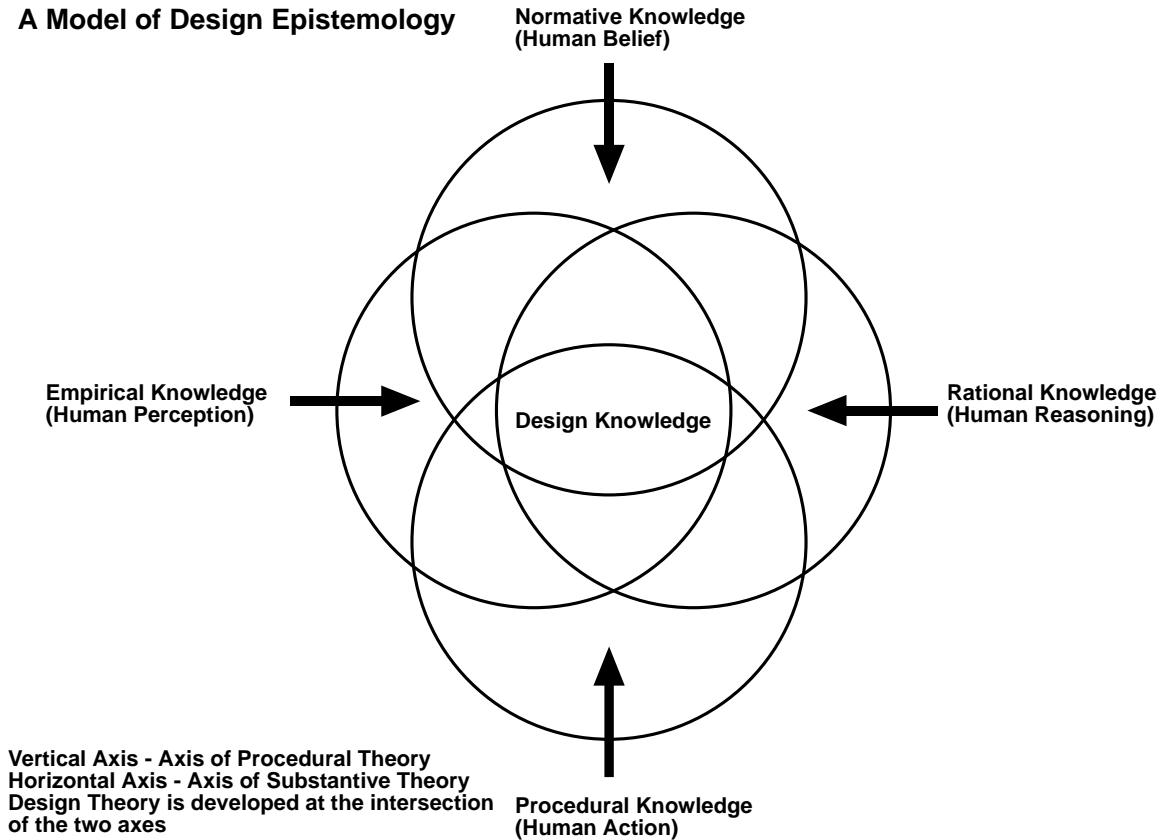 A Model of Design Epistemology
Normative Knowledge
(Human Belief)
Empirical Knowledge
(Human Perception)
Design Knowledge
Rational Knowledge
(Human Reasoning)
Vertical Axis - Axis of Procedural Theory
Horizontal Axis - Axis of Substantive Theory
Design Theory is developed at the intersection
of the two axes
Procedural Knowledge
(Human Action)